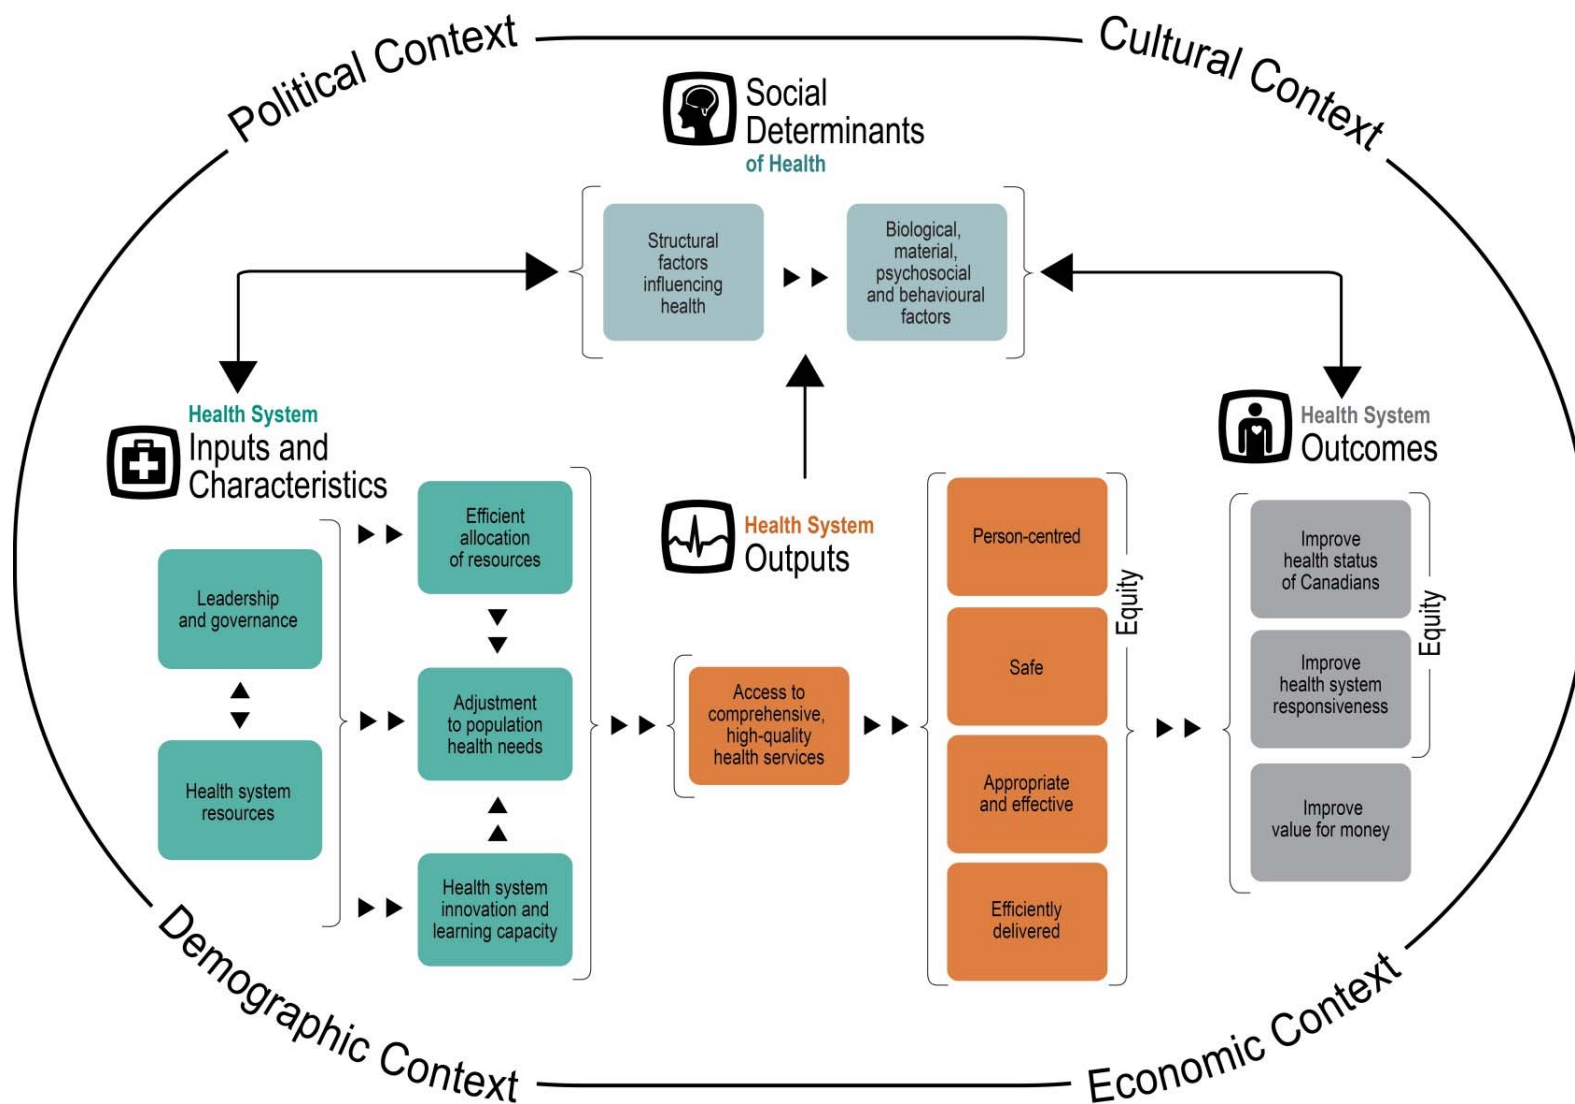 Political Context
Cultural Context
Social
Determinants
of Health
Structural
factors
influencing
health
Biological,
material,
psychosocial
and behavioural
factors
Health System
Inputs and
Characteristics
Leadership
and governance
Health system
resources
Efficient
allocation
of resources
Adjustment
to population
health needs
Health system
innovation and
learning capacity
Health System
Outputs
Access to
comprehensive,
high-quality
health services
Person-centred
Safe
Appropriate
and effective
Efficiently
delivered
Equity
Health System
Outcomes
Improve
health status
of Canadians
Improve
health system
responsiveness
Improve
value for money
Equity
Demographic Context
Economic Context